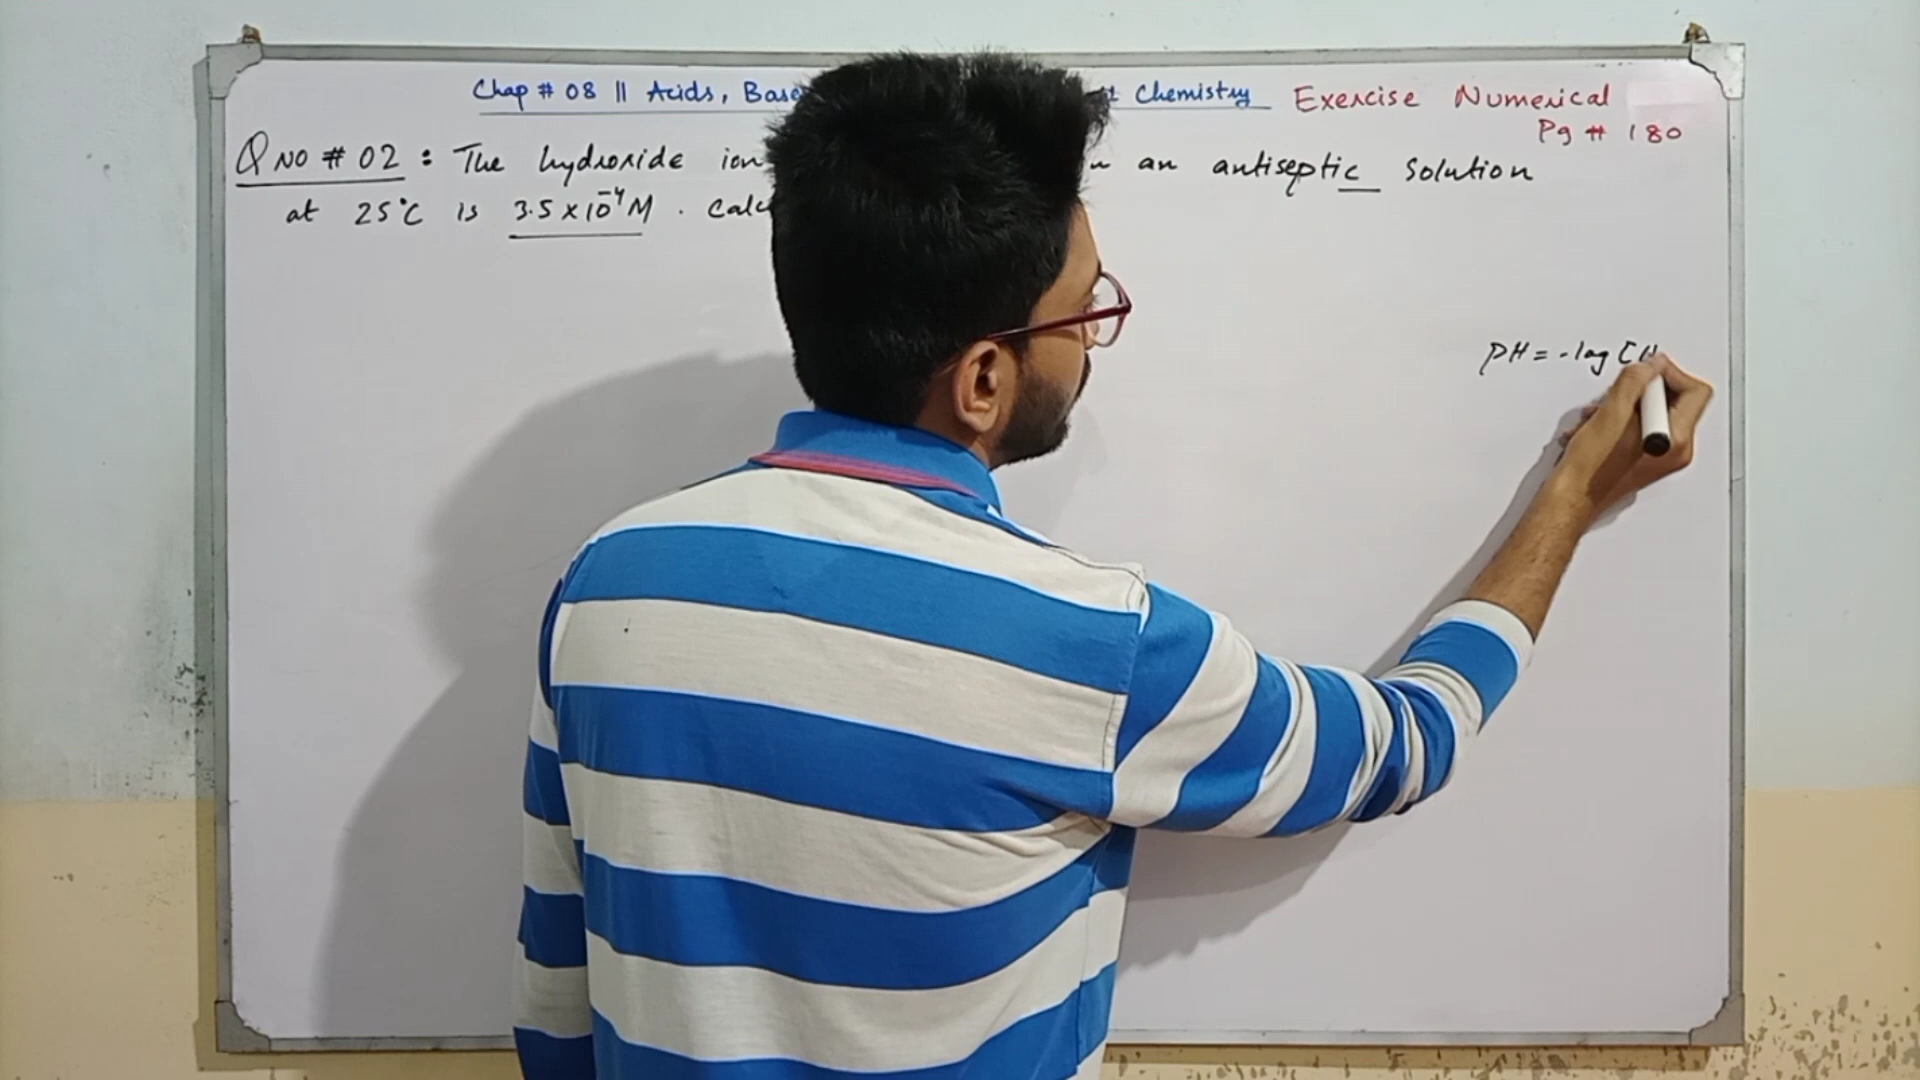 Chap # 08 || Acids, Base Chemistry Exercise Numerical
Pg # 180
Q NO # 02 : The hydroxide ion an antiseptic solution
at 25°C is 3.5 x 10⁻⁴ M .
PH = - log [H